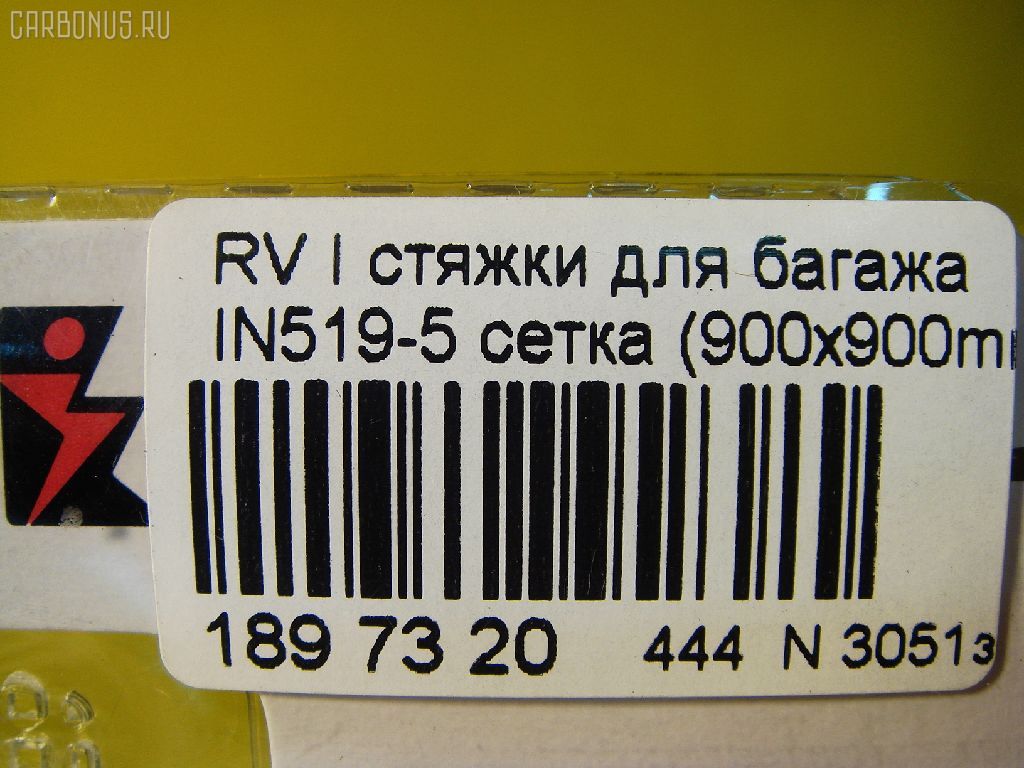 CARBONUS.RU
RV I стяжки для багажа
IN519-5 сетка (900x900m
189 73 20 444 N 3051з